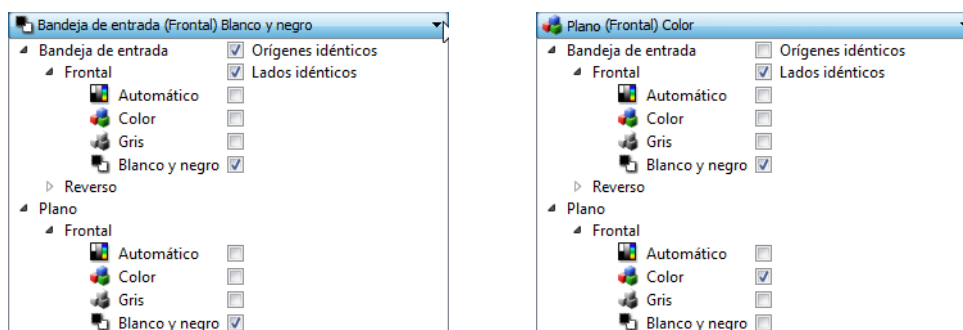 Bandeja de entrada (Frontal) Blanco y negro
Bandeja de entrada Orígenes idénticos
Frontal Lados idénticos
Automático
Color
Gris
Blanco y negro
Reverso
Plano
Frontal
Automático
Color
Gris
Blanco y negro
Plano (Frontal) Color
Bandeja de entrada Orígenes idénticos
Frontal Lados idénticos
Automático
Color
Gris
Blanco y negro
Reverso
Plano
Frontal
Automático
Color
Gris
Blanco y negro